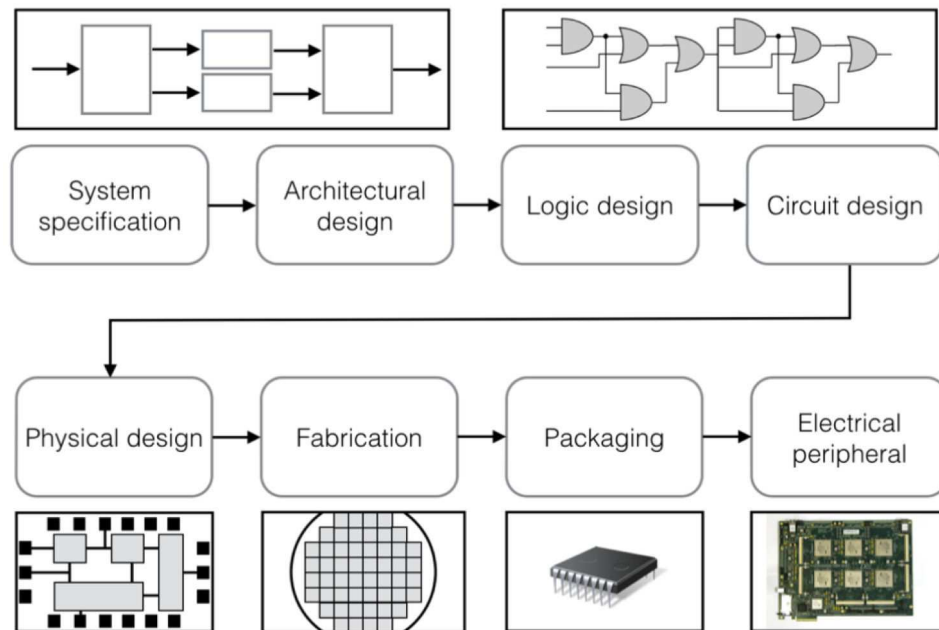 System
specification
Architectural
design
Logic design
Circuit design
Physical design
Fabrication
Packaging
Electrical
peripheral